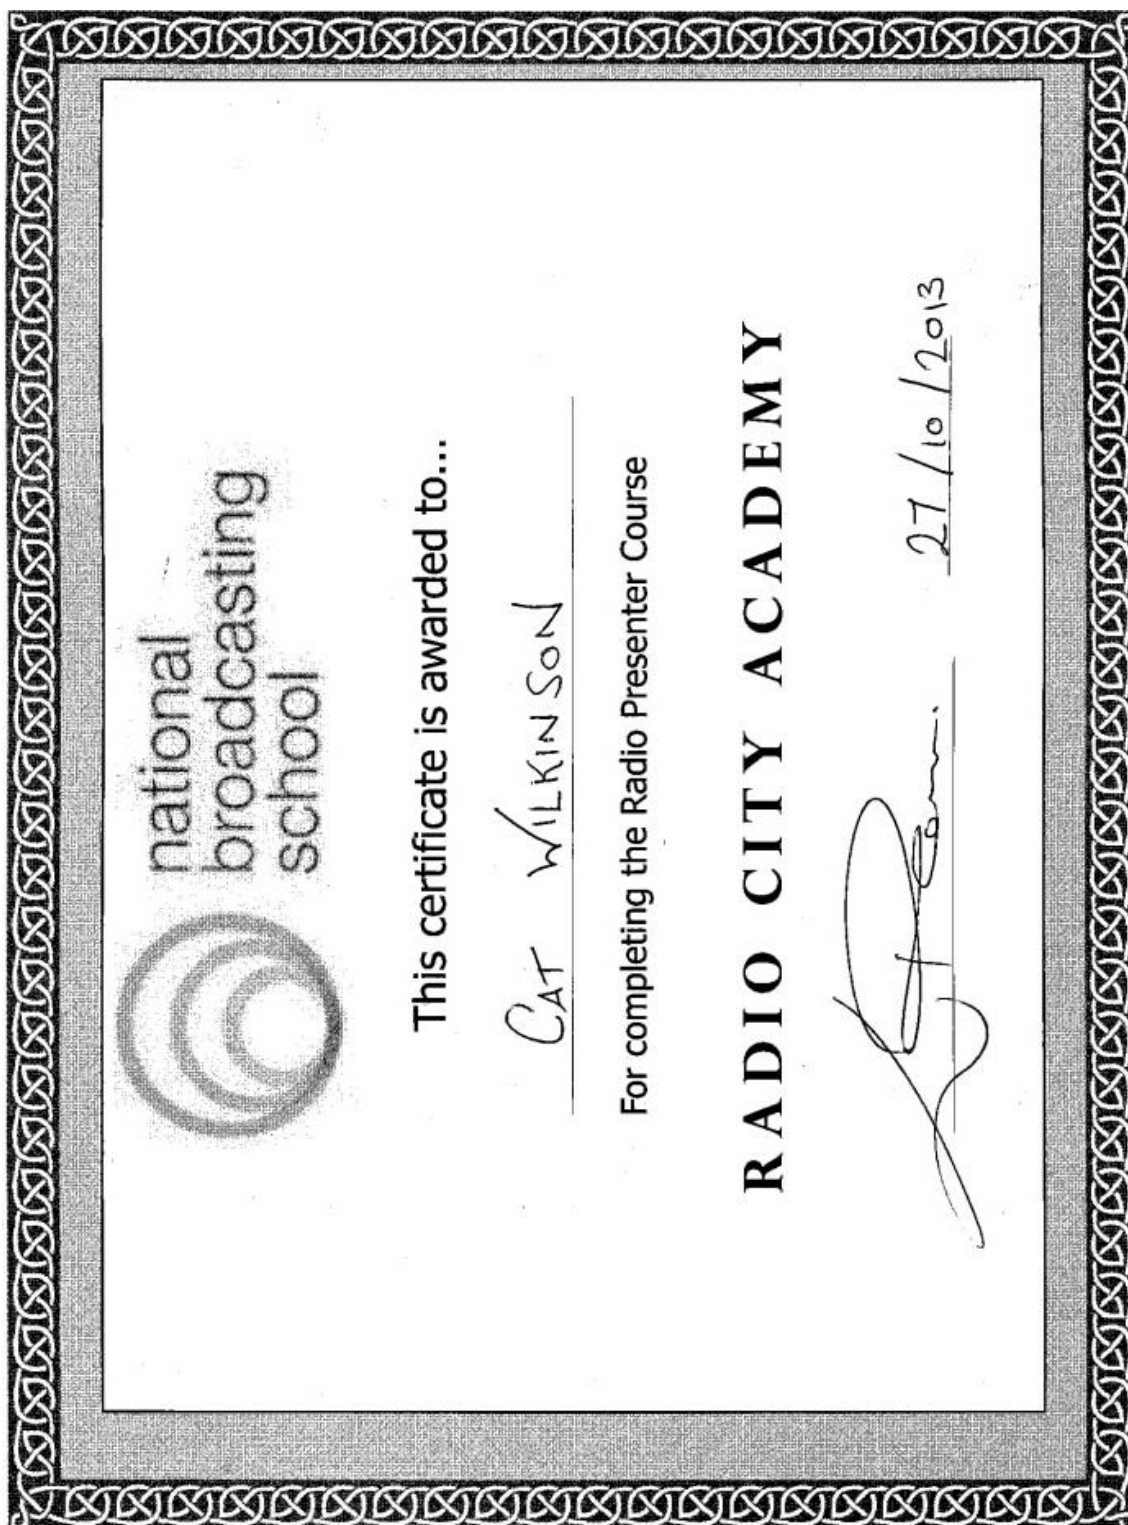 national
broadcasting
school
This certificate is awarded to...
CAT WILKINSON
For completing the Radio Presenter Course
RADIO CITY ACADEMY
27/10/2013